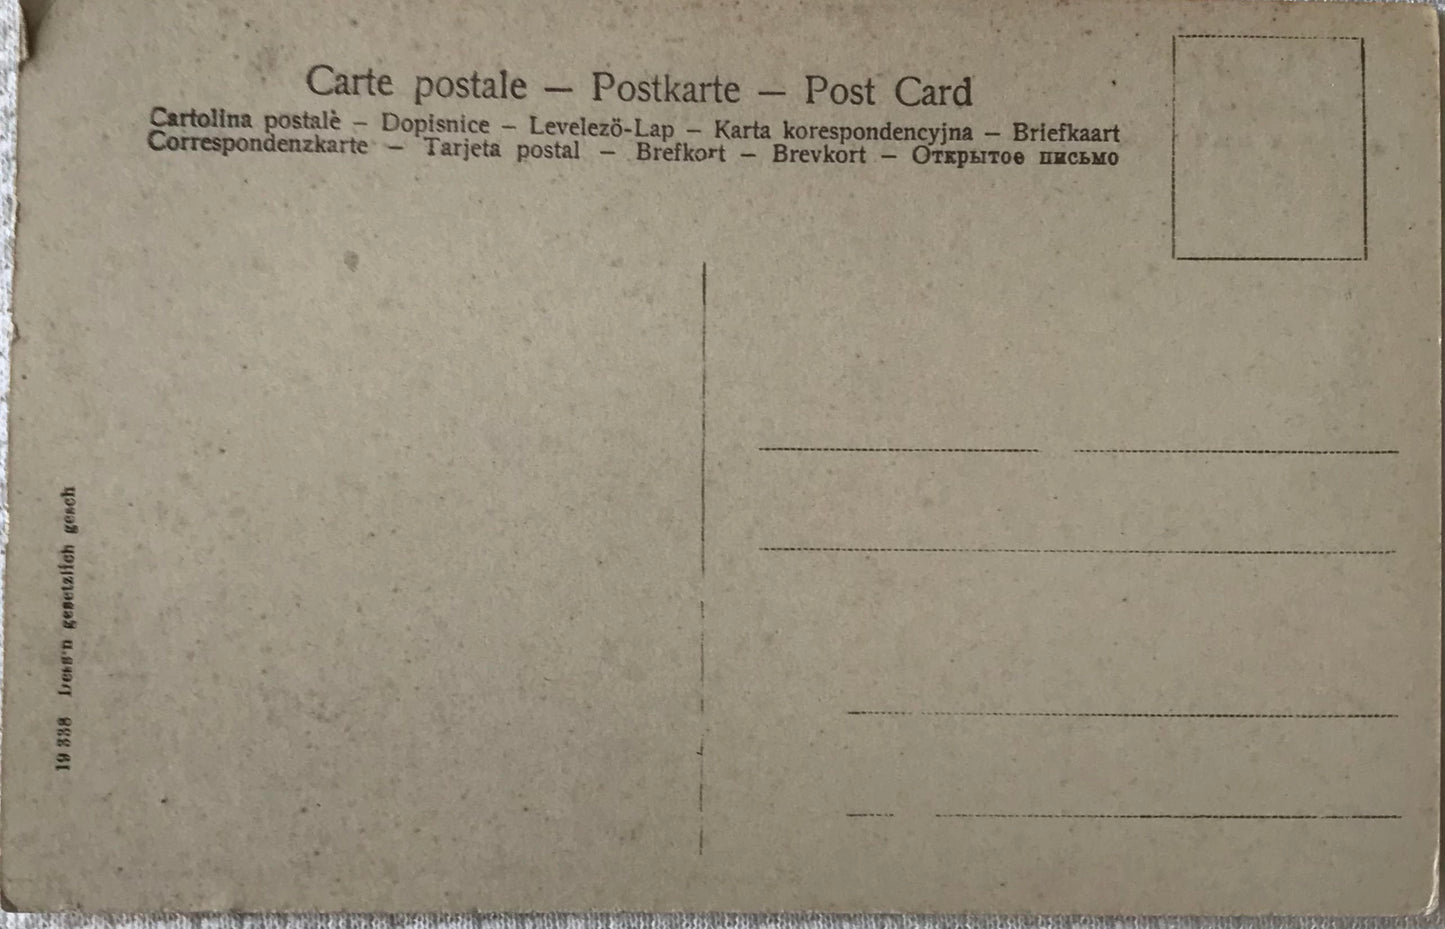 Carte postale — Postkarte — Post Card
Cartolina postalè – Dopisnice – Levelezö-Lap – Karta korespondencyjna – Briefkaart
Correspondenzkarte – Tarjeta postal – Brefkort – Brevkort – Открытое письмо
19 338 gesetzlich gesch